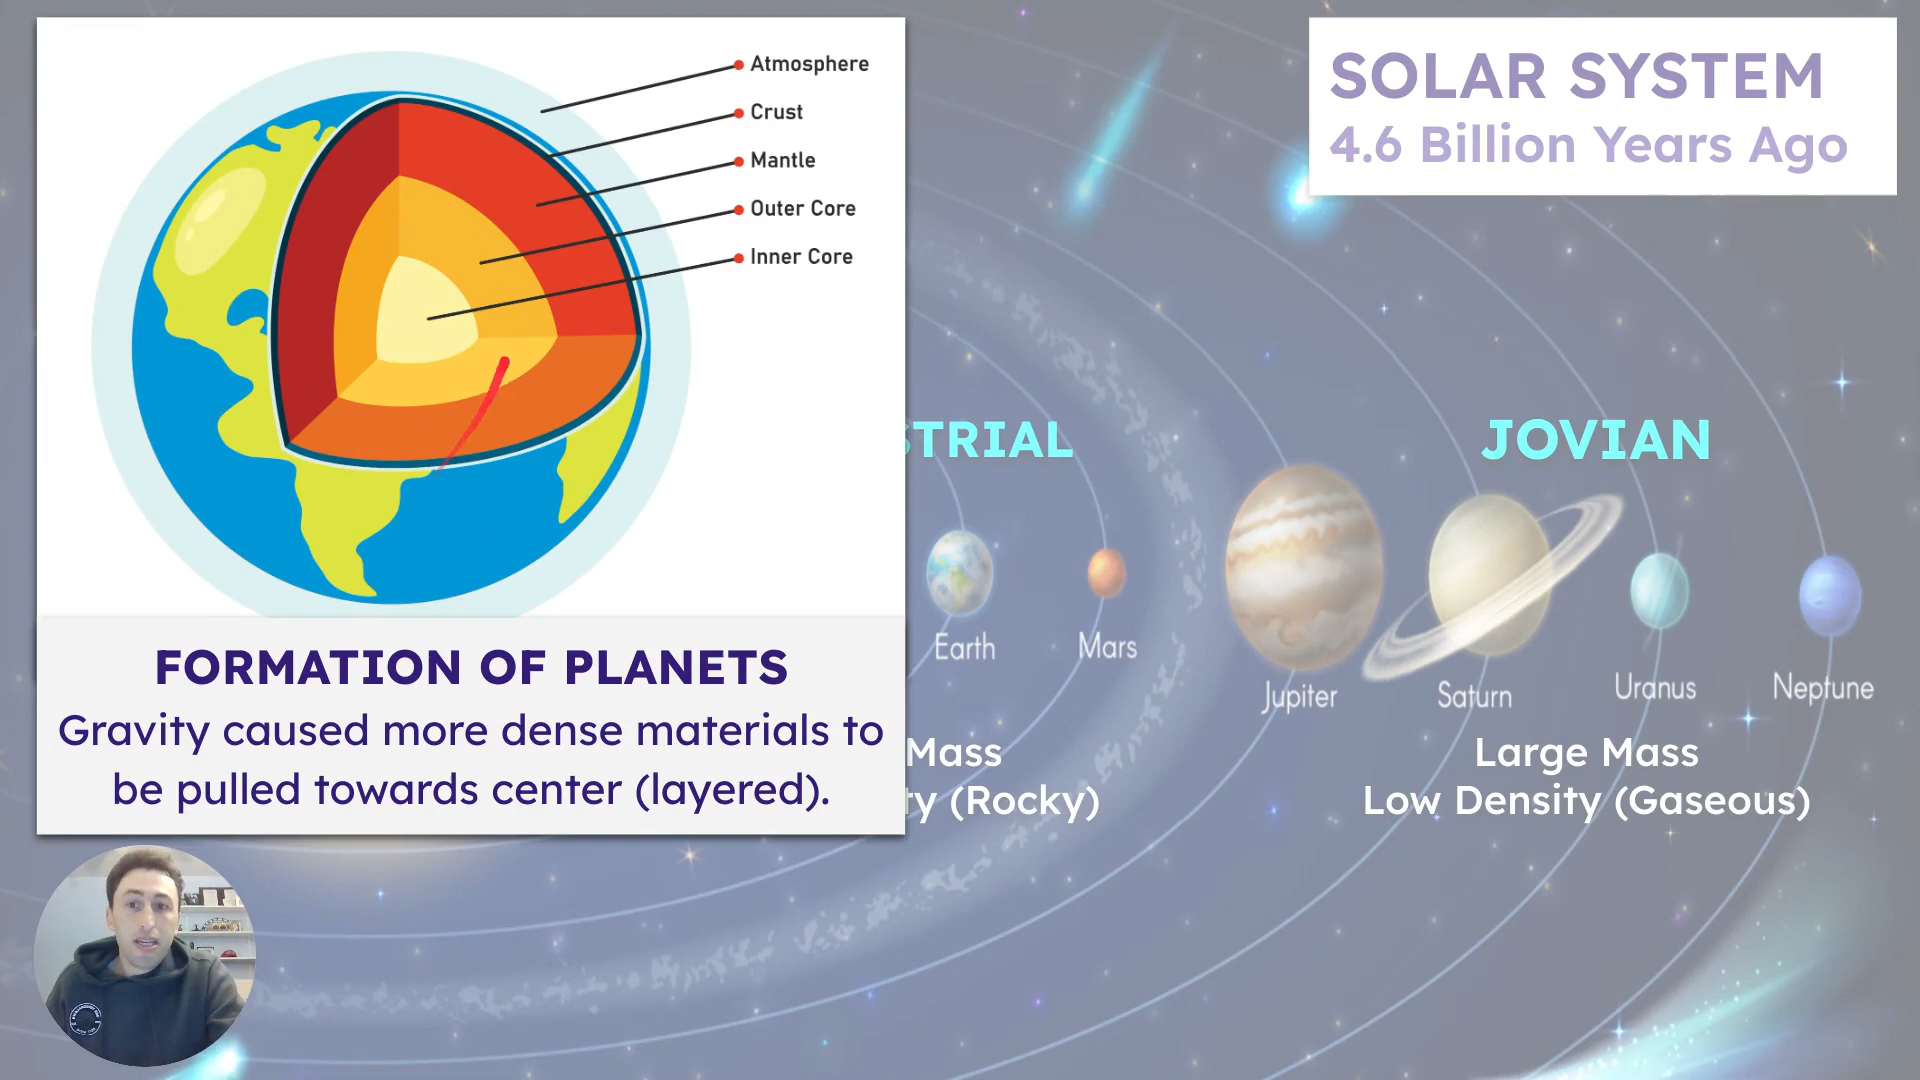 Atmosphere
Crust
Mantle
Outer Core
Inner Core
FORMATION OF PLANETS
Gravity caused more dense materials to
be pulled towards center (layered).
SOLAR SYSTEM
4.6 Billion Years Ago
STRIAL
Earth
Mars
Mass
ty (Rocky)
JOVIAN
Jupiter
Saturn
Uranus
Neptune
Large Mass
Low Density (Gaseous)